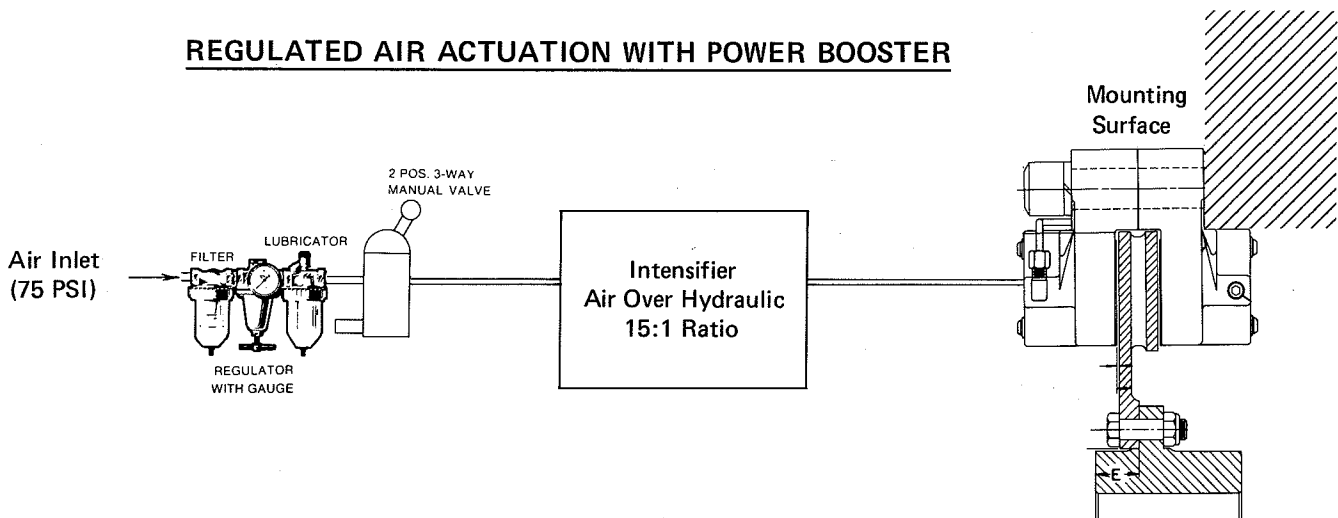 REGULATED AIR ACTUATION WITH POWER BOOSTER
Mounting
Surface
2 POS. 3-WAY
MANUAL VALVE
FILTER
LUBRICATOR
Air Inlet
(75 PSI)
Intensifier
Air Over Hydraulic
15:1 Ratio
REGULATOR
WITH GAUGE
E